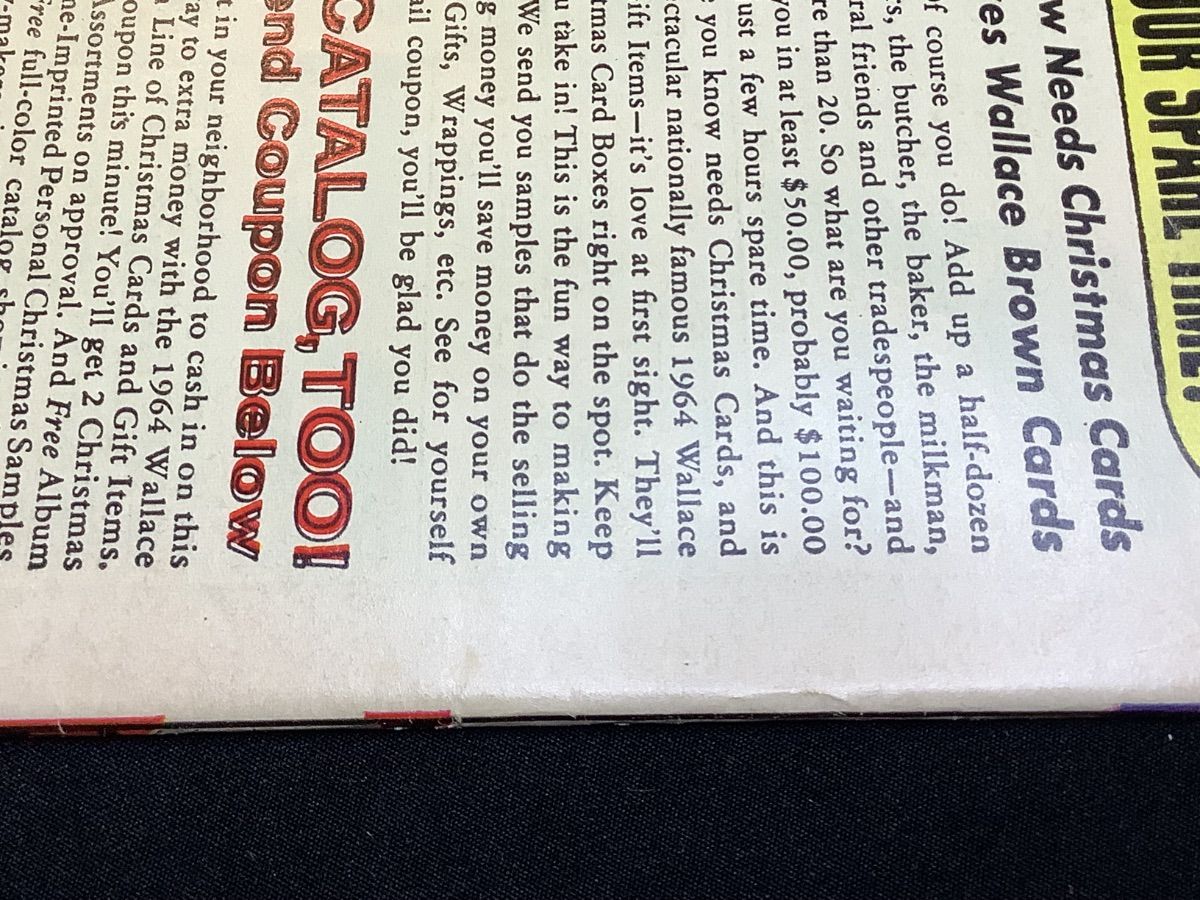 OUR SPARE TIME!
w Needs Christmas Cards
es Wallace Brown Cards
of course you do! Add up a half-dozen
rs, the butcher, the baker, the milkman,
ral friends and other tradespeople—and
re than 20. So what are you waiting for?
you in at least $50.00, probably $100.00
ust a few hours spare time. And this is
e you know needs Christmas Cards, and
ectacular nationally famous 1964 Wallace
ift Items—it's love at first sight. They'll
tmas Card Boxes right on the spot. Keep
u take in! This is the fun way to making
We send you samples that do the selling
g money you'll save money on your own
Gifts, Wrappings, etc. See for yourself
ail coupon, you'll be glad you did!
CATALOG, TOO!
end Coupon Below
t in your neighborhood to cash in on this
ay to extra money with the 1964 Wallace
n Line of Christmas Cards and Gift Items.
oupon this minute! You'll get 2 Christmas
Assortments on approval. And Free Album
ne-Imprinted Personal Christmas Samples
Free full-color catalog